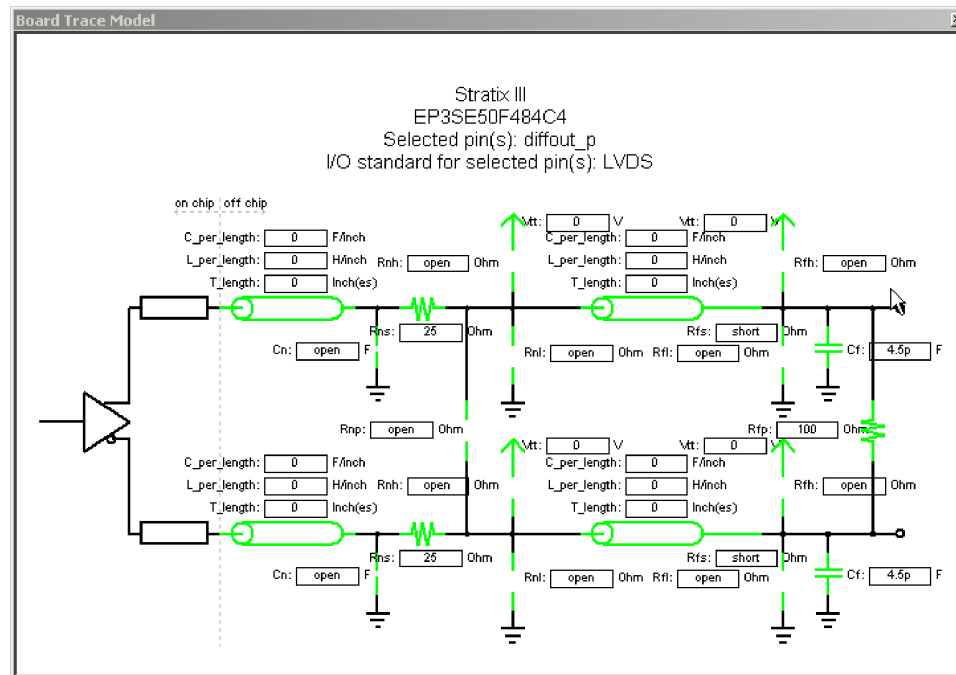 Board Trace Model
Stratix III
EP3SE50F484C4
Selected pin(s): diffout_p
I/O standard for selected pin(s): LVDS
on chip off chip
Vtt: 0 V Vtt: 0 V
C_per_length: 0 F/inch C_per_length: 0 F/inch
L_per_length: 0 H/inch Rnh: open Ohm L_per_length: 0 H/inch Rfh: open Ohm
T_length: 0 Inch(es) T_length: 0 Inch(es)
Rns: 25 Ohm Rfs: short Ohm
Cn: open F Rnl: open Ohm Rfl: open Ohm Cf: 4.5p F
Rnp: open Ohm Rfp: 100 Ohm
Vtt: 0 V Vtt: 0 V
C_per_length: 0 F/inch C_per_length: 0 F/inch
L_per_length: 0 H/inch Rnh: open Ohm L_per_length: 0 H/inch Rfh: open Ohm
T_length: 0 Inch(es) T_length: 0 Inch(es)
Rns: 25 Ohm Rfs: short Ohm
Cn: open F Rnl: open Ohm Rfl: open Ohm Cf: 4.5p F